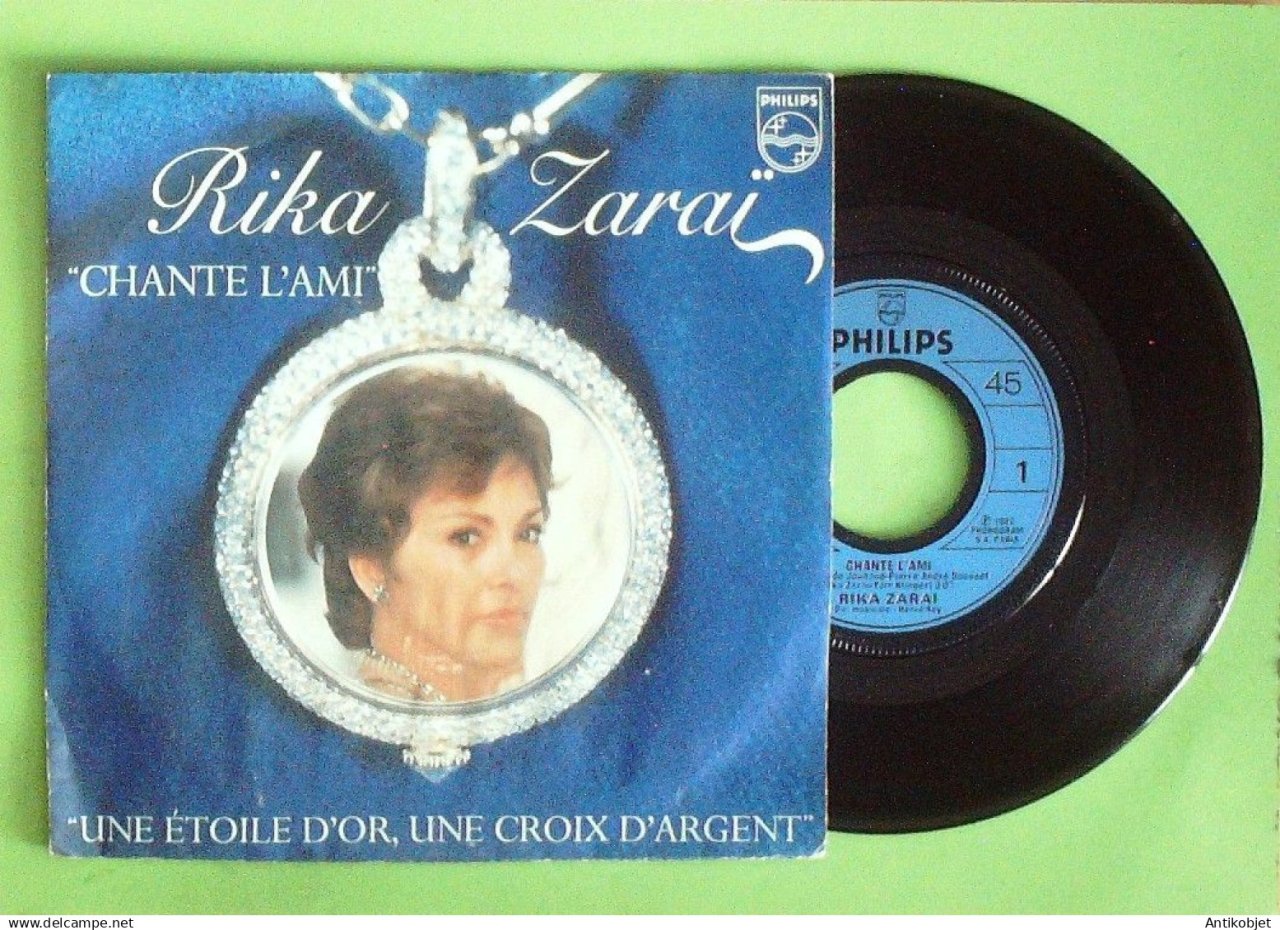 PHILIPS
Rika Zaraï
"CHANTE L'AMI"
"UNE ÉTOILE D'OR, UNE CROIX D'ARGENT"
PHILIPS
45
1
PHONOGRAM
CHANTE L'AMI
RIKA ZARAI
www.delcampe.net
Antikobjet